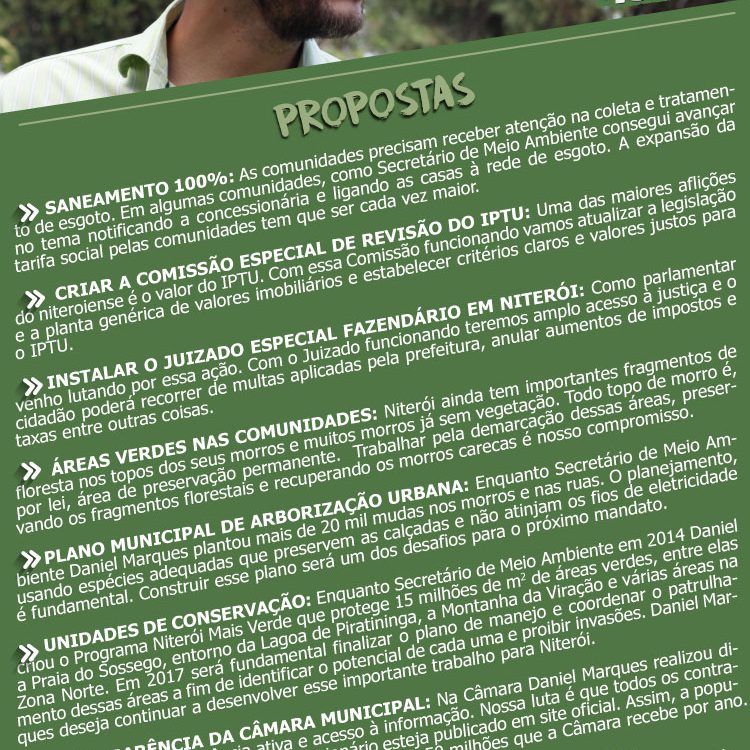 PROPOSTAS
SANEAMENTO 100%: As comunidades precisam receber atenção na coleta e tratamen-
to de esgoto. Em algumas comunidades, como Secretário de Meio Ambiente consegui avançar
no tema notificando a concessionária e ligando as casas à rede de esgoto. A expansão da
tarifa social pelas comunidades tem que ser cada vez maior.
CRIAR A COMISSÃO ESPECIAL DE REVISÃO DO IPTU: Uma das maiores aflições
do niteroiense é o valor do IPTU. Com essa Comissão funcionando vamos atualizar a legislação
e a planta genérica de valores imobiliários e estabelecer critérios claros e valores justos para
o IPTU.
INSTALAR O JUIZADO ESPECIAL FAZENDÁRIO EM NITERÓI: Como parlamentar
venho lutando por essa ação. Com o Juizado funcionando teremos amplo acesso à justiça e o
cidadão poderá recorrer de multas aplicadas pela prefeitura, anular aumentos de impostos e
taxas entre outras coisas.
ÁREAS VERDES NAS COMUNIDADES: Niterói ainda tem importantes fragmentos de
floresta nos topos dos seus morros e muitos morros já sem vegetação. Todo topo de morro é,
por lei, área de preservação permanente. Trabalhar pela demarcação dessas áreas, preser-
vando os fragmentos florestais e recuperando os morros carecas é nosso compromisso.
PLANO MUNICIPAL DE ARBORIZAÇÃO URBANA: Enquanto Secretário de Meio Am-
biente Daniel Marques plantou mais de 20 mil mudas nos morros e nas ruas. O planejamento,
usando espécies adequadas que preservem as calçadas e não atinjam os fios de eletricidade
é fundamental. Construir esse plano será um dos desafios para o próximo mandato.
UNIDADES DE CONSERVAÇÃO: Enquanto Secretário de Meio Ambiente em 2014 Daniel
criou o Programa Niterói Mais Verde que protege 15 milhões de m² de áreas verdes, entre elas
a Praia do Sossego, entorno da Lagoa de Piratininga, a Montanha da Viração e várias áreas na
Zona Norte. Em 2017 será fundamental finalizar o plano de manejo e coordenar o patrulha-
mento dessas áreas a fim de identificar o potencial de cada uma e proibir invasões. Daniel Mar-
ques deseja continuar a desenvolver esse importante trabalho para Niterói.
DA CÂMARA MUNICIPAL: Na Câmara Daniel Marques realizou di-
ativa e acesso à informação. Nossa luta é que todos os contra-
esteja publicado em site oficial. Assim, a popu-
milhões que a Câmara recebe por ano.